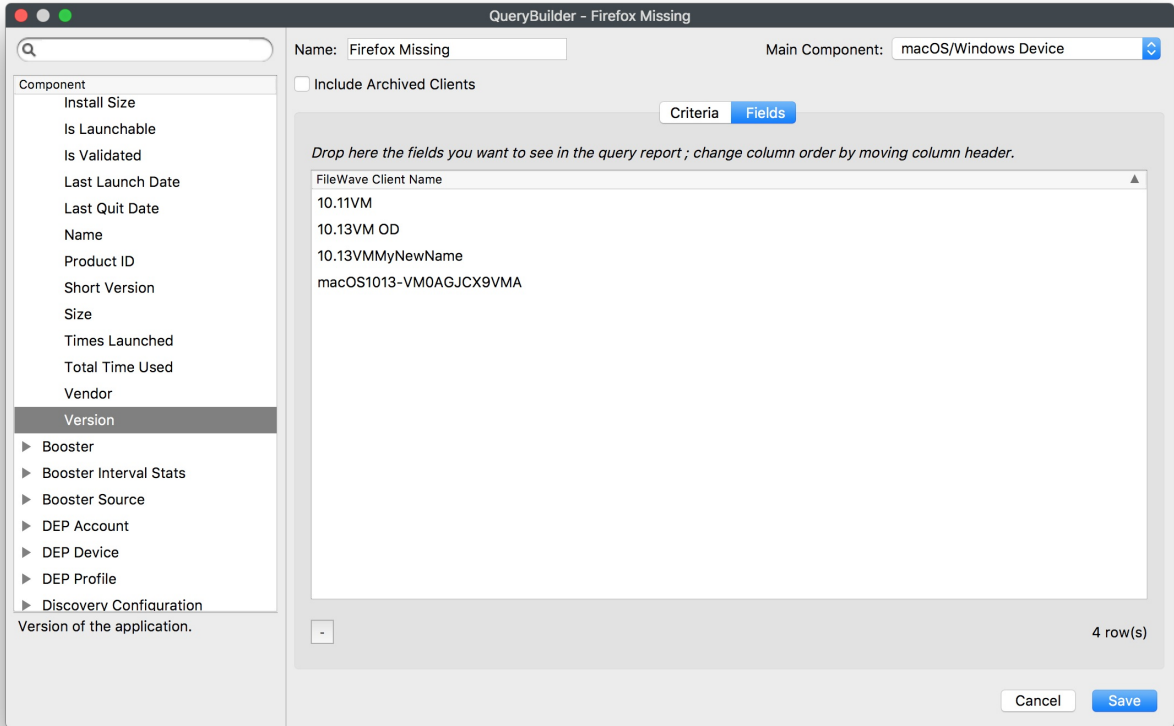 QueryBuilder - Firefox Missing
Name: Firefox Missing
Main Component: macOS/Windows Device
Include Archived Clients
Component
Install Size
Is Launchable
Is Validated
Last Launch Date
Last Quit Date
Name
Product ID
Short Version
Size
Times Launched
Total Time Used
Vendor
Version
Booster
Booster Interval Stats
Booster Source
DEP Account
DEP Device
DEP Profile
Discovery Configuration
Version of the application.
Criteria
Fields
Drop here the fields you want to see in the query report ; change column order by moving column header.
FileWave Client Name
10.11VM
10.13VM OD
10.13VMMyNewName
macOS1013-VM0AGJCX9VMA
-
4 row(s)
Cancel
Save